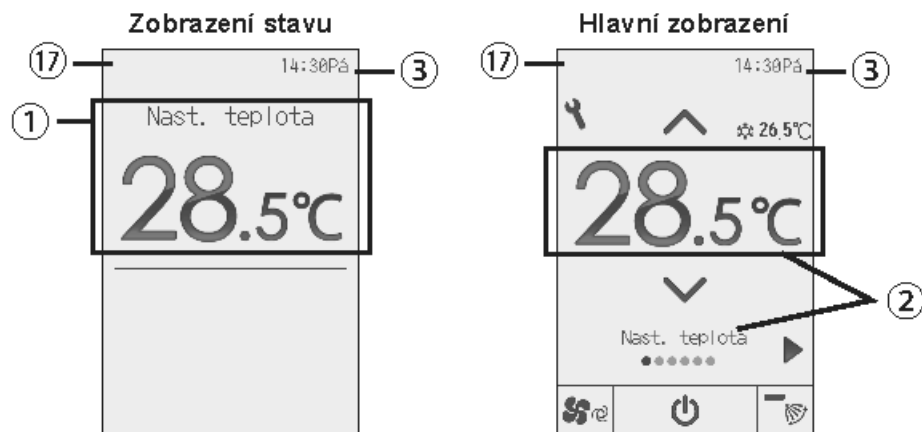 Zobrazení stavu
⑰
14:30Pá
③
①
Nast. teplota
28.5°C
Hlavní zobrazení
⑰
14:30Pá
③
26.5°C
28.5°C
②
Nast. teplota